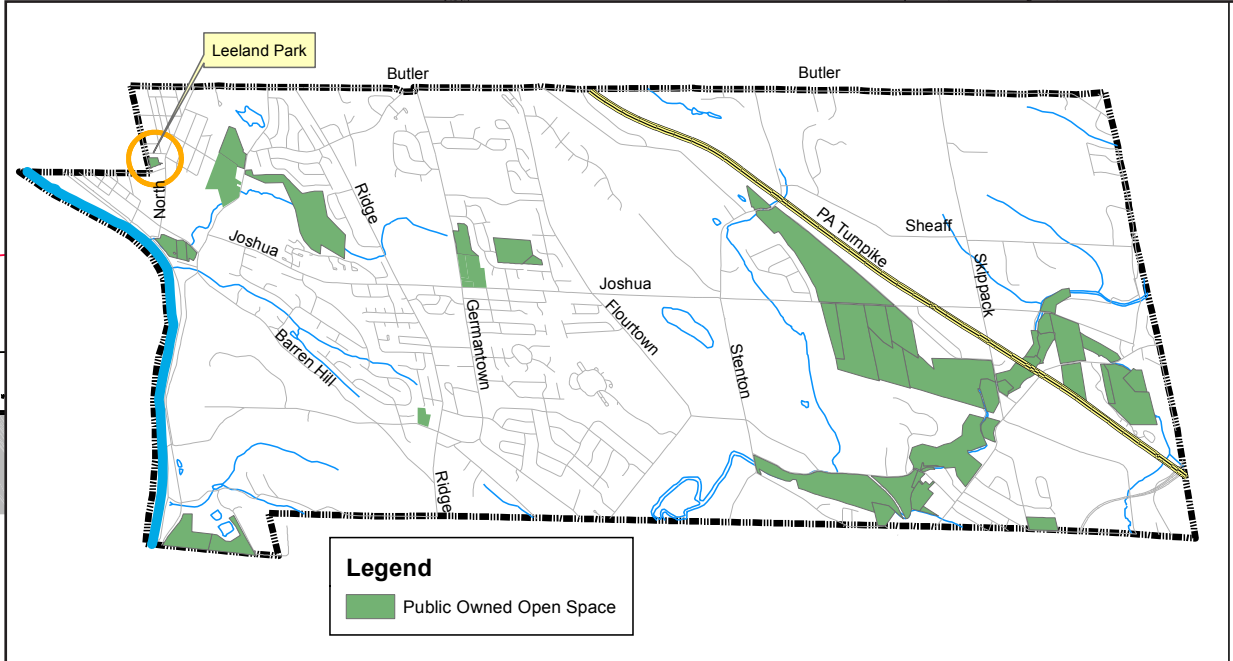 Leeland Park
Butler
Butler
North
Ridge
Joshua
Sheaff
PA Turnpike
Skippack
Joshua
Germantown
Flourtown
Barren Hill
Stenton
Ridge
Legend
Public Owned Open Space